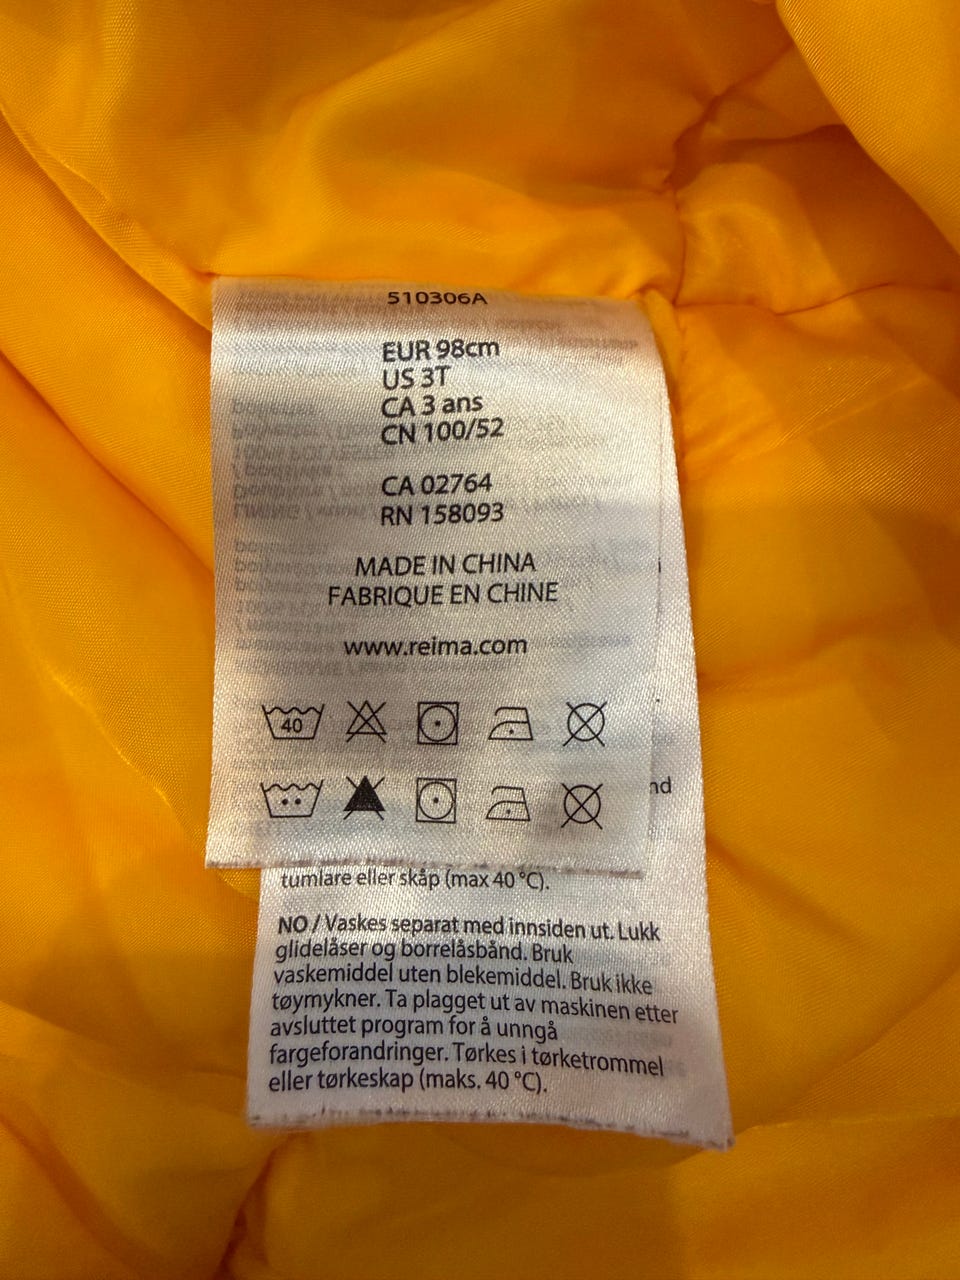 510306A
EUR 98cm
US 3T
CA 3 ans
CN 100/52
CA 02764
RN 158093
MADE IN CHINA
FABRIQUE EN CHINE
www.reima.com
40
nd
tumlare eller skåp (max 40 °C).
NO / Vaskes separat med innsiden ut. Lukk
glidelåser og borrelåsbånd. Bruk
vaskemiddel uten blekemiddel. Bruk ikke
tøymykner. Ta plagget ut av maskinen etter
avsluttet program for å unngå
fargeforandringer. Tørkes i tørketrommel
eller tørkeskap (maks. 40 °C).